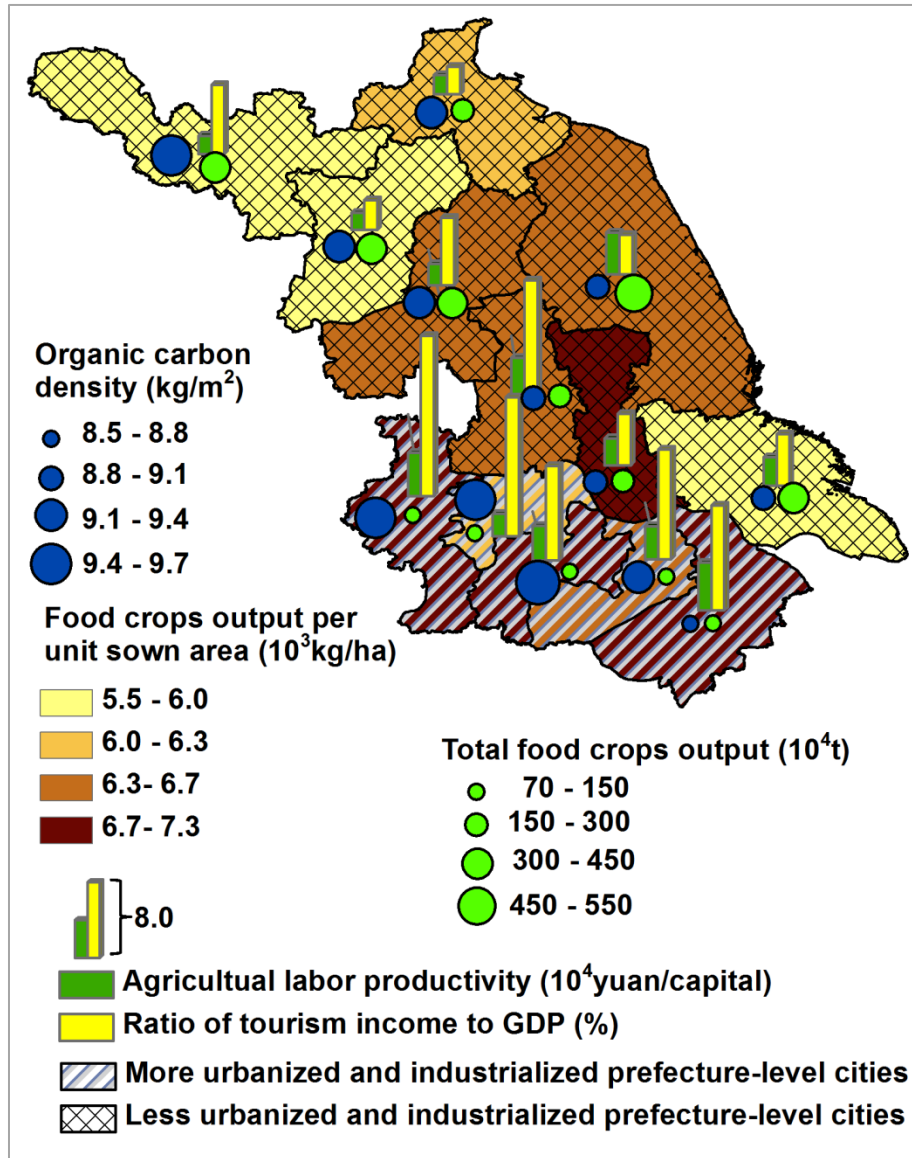 Organic carbon
density (kg/m²)
8.5 - 8.8
8.8 - 9.1
9.1 - 9.4
9.4 - 9.7
Food crops output per
unit sown area (10³kg/ha)
5.5 - 6.0
6.0 - 6.3
6.3- 6.7
6.7- 7.3
Total food crops output (10⁴t)
70 - 150
150 - 300
300 - 450
450 - 550
8.0
Agricultual labor productivity (10⁴yuan/capital)
Ratio of tourism income to GDP (%)
More urbanized and industrialized prefecture-level cities
Less urbanized and industrialized prefecture-level cities